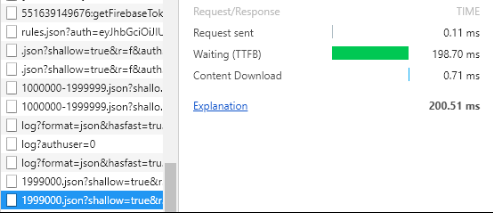 551639149676:getFirebaseTok
rules.json?auth=eyJhbGciOiJIU
.json?shallow=true&r=f&auth
.json?shallow=true&r=f&auth
1000000-1999999.json?shallo
1000000-1999999.json?shallo
log?format=json&hasfast=tru
log?authuser=0
log?format=json&hasfast=tru
1999000.json?shallow=true&r
1999000.json?shallow=true&r
Request/Response TIME
Request sent 0.11 ms
Waiting (TTFB) 198.70 ms
Content Download 0.71 ms
Explanation 200.51 ms